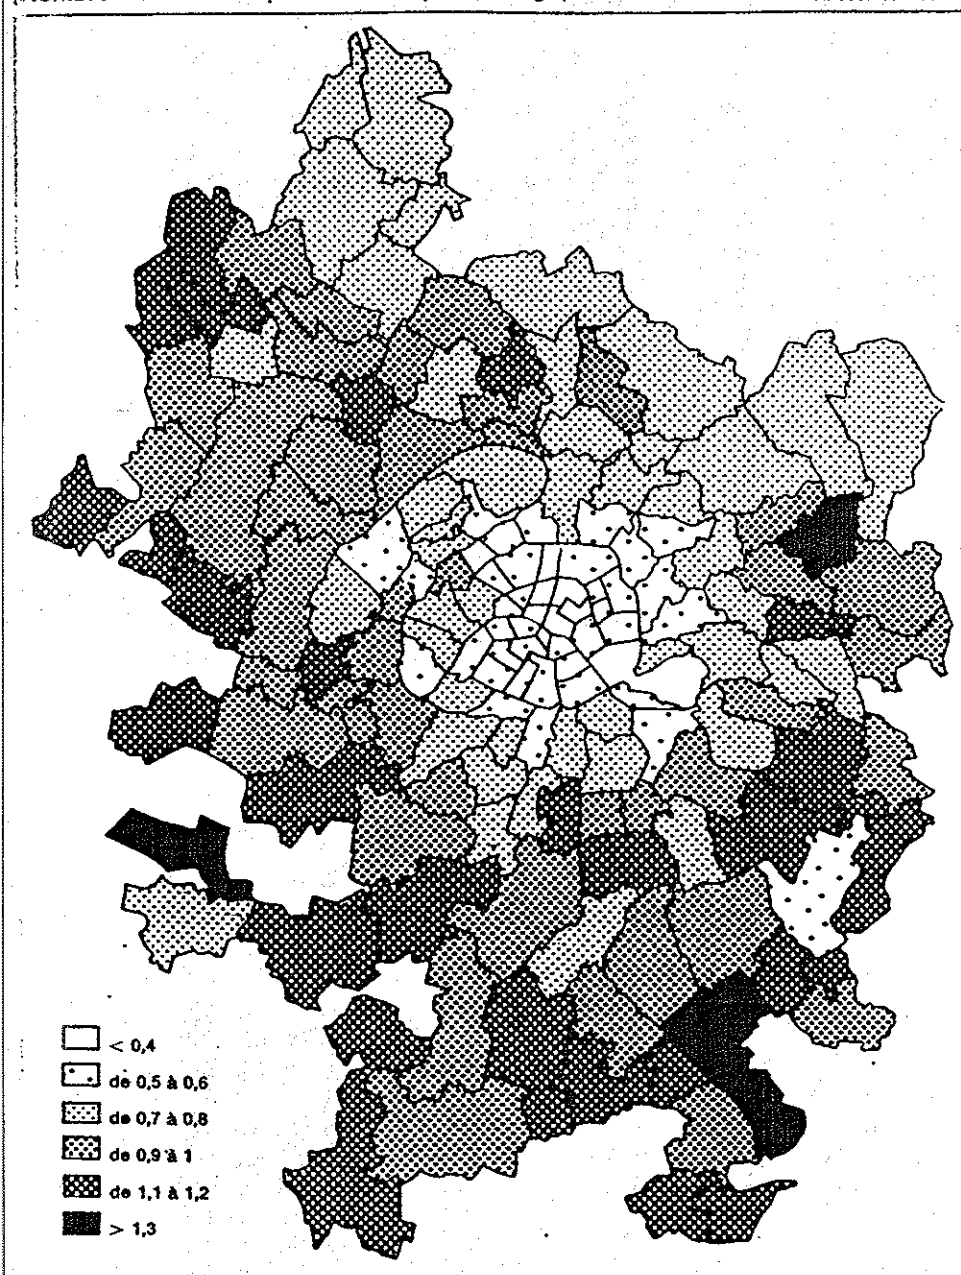 < 0,4
de 0,5 à 0,6
de 0,7 à 0,8
de 0,9 à 1
de 1,1 à 1,2
> 1,3